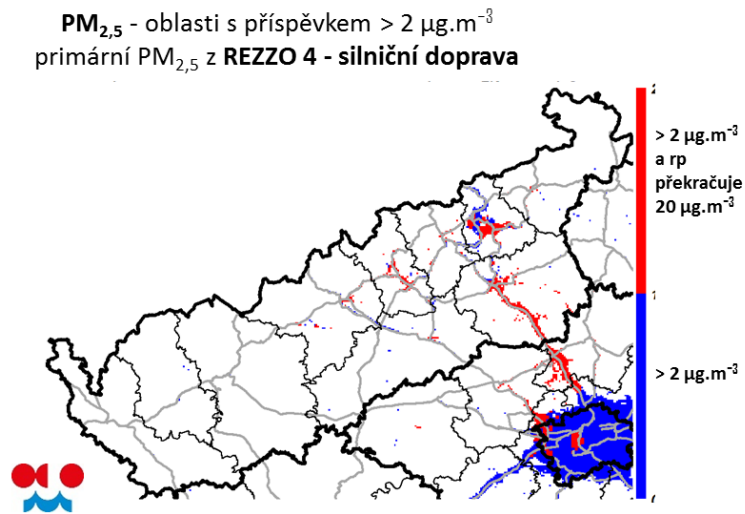 PM2,5 - oblasti s příspěvkem > 2 µg.m⁻³
primární PM2,5 z REZZO 4 - silniční doprava
> 2 µg.m⁻³
a rp
překračuje
20 µg.m⁻³
> 2 µg.m⁻³